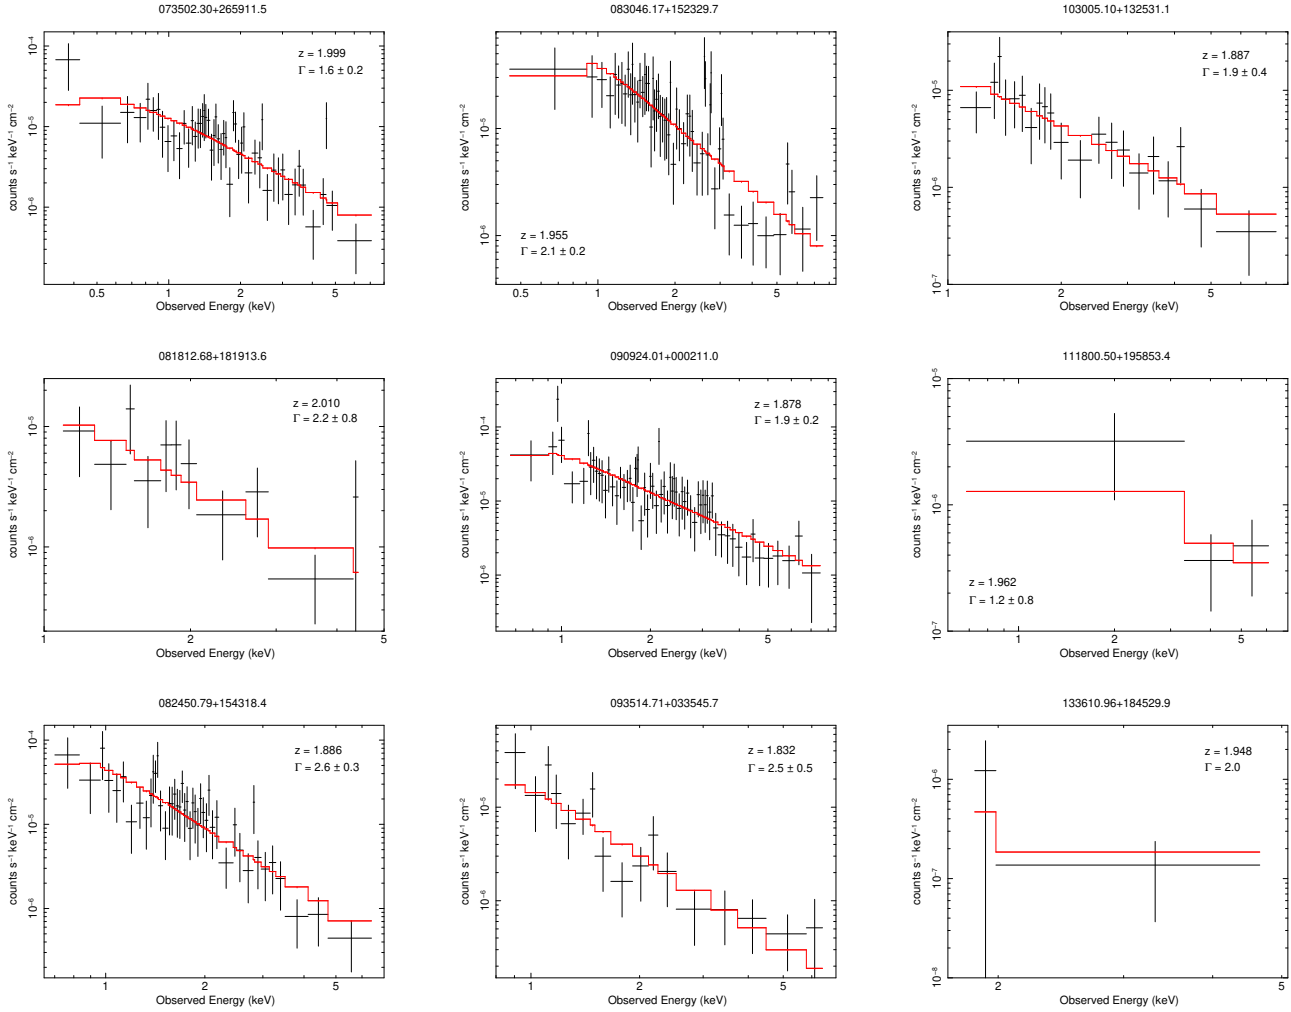 073502.30+265911.5
z = 1.999
Γ = 1.6 ± 0.2
10⁻⁴
10⁻⁵
10⁻⁶
counts s⁻¹ keV⁻¹ cm⁻²
0.5 1 2 5
Observed Energy (keV)
083046.17+152329.7
z = 1.955
Γ = 2.1 ± 0.2
10⁻⁵
10⁻⁶
counts s⁻¹ keV⁻¹ cm⁻²
0.5 1 2 5
Observed Energy (keV)
103005.10+132531.1
z = 1.887
Γ = 1.9 ± 0.4
10⁻⁵
10⁻⁶
10⁻⁷
counts s⁻¹ keV⁻¹ cm⁻²
1 2 5
Observed Energy (keV)
081812.68+181913.6
z = 2.010
Γ = 2.2 ± 0.8
10⁻⁵
10⁻⁶
counts s⁻¹ keV⁻¹ cm⁻²
1 2 5
Observed Energy (keV)
090924.01+000211.0
z = 1.878
Γ = 1.9 ± 0.2
10⁻⁴
10⁻⁵
10⁻⁶
counts s⁻¹ keV⁻¹ cm⁻²
1 2 5
Observed Energy (keV)
111800.50+195853.4
z = 1.962
Γ = 1.2 ± 0.8
10⁻⁵
10⁻⁶
10⁻⁷
counts s⁻¹ keV⁻¹ cm⁻²
1 2 5
Observed Energy (keV)
082450.79+154318.4
z = 1.886
Γ = 2.6 ± 0.3
10⁻⁴
10⁻⁵
10⁻⁶
counts s⁻¹ keV⁻¹ cm⁻²
1 2 5
Observed Energy (keV)
093514.71+033545.7
z = 1.832
Γ = 2.5 ± 0.5
10⁻⁵
10⁻⁶
counts s⁻¹ keV⁻¹ cm⁻²
1 2 5
Observed Energy (keV)
133610.96+184529.9
z = 1.948
Γ = 2.0
10⁻⁶
10⁻⁷
10⁻⁸
counts s⁻¹ keV⁻¹ cm⁻²
2 5
Observed Energy (keV)